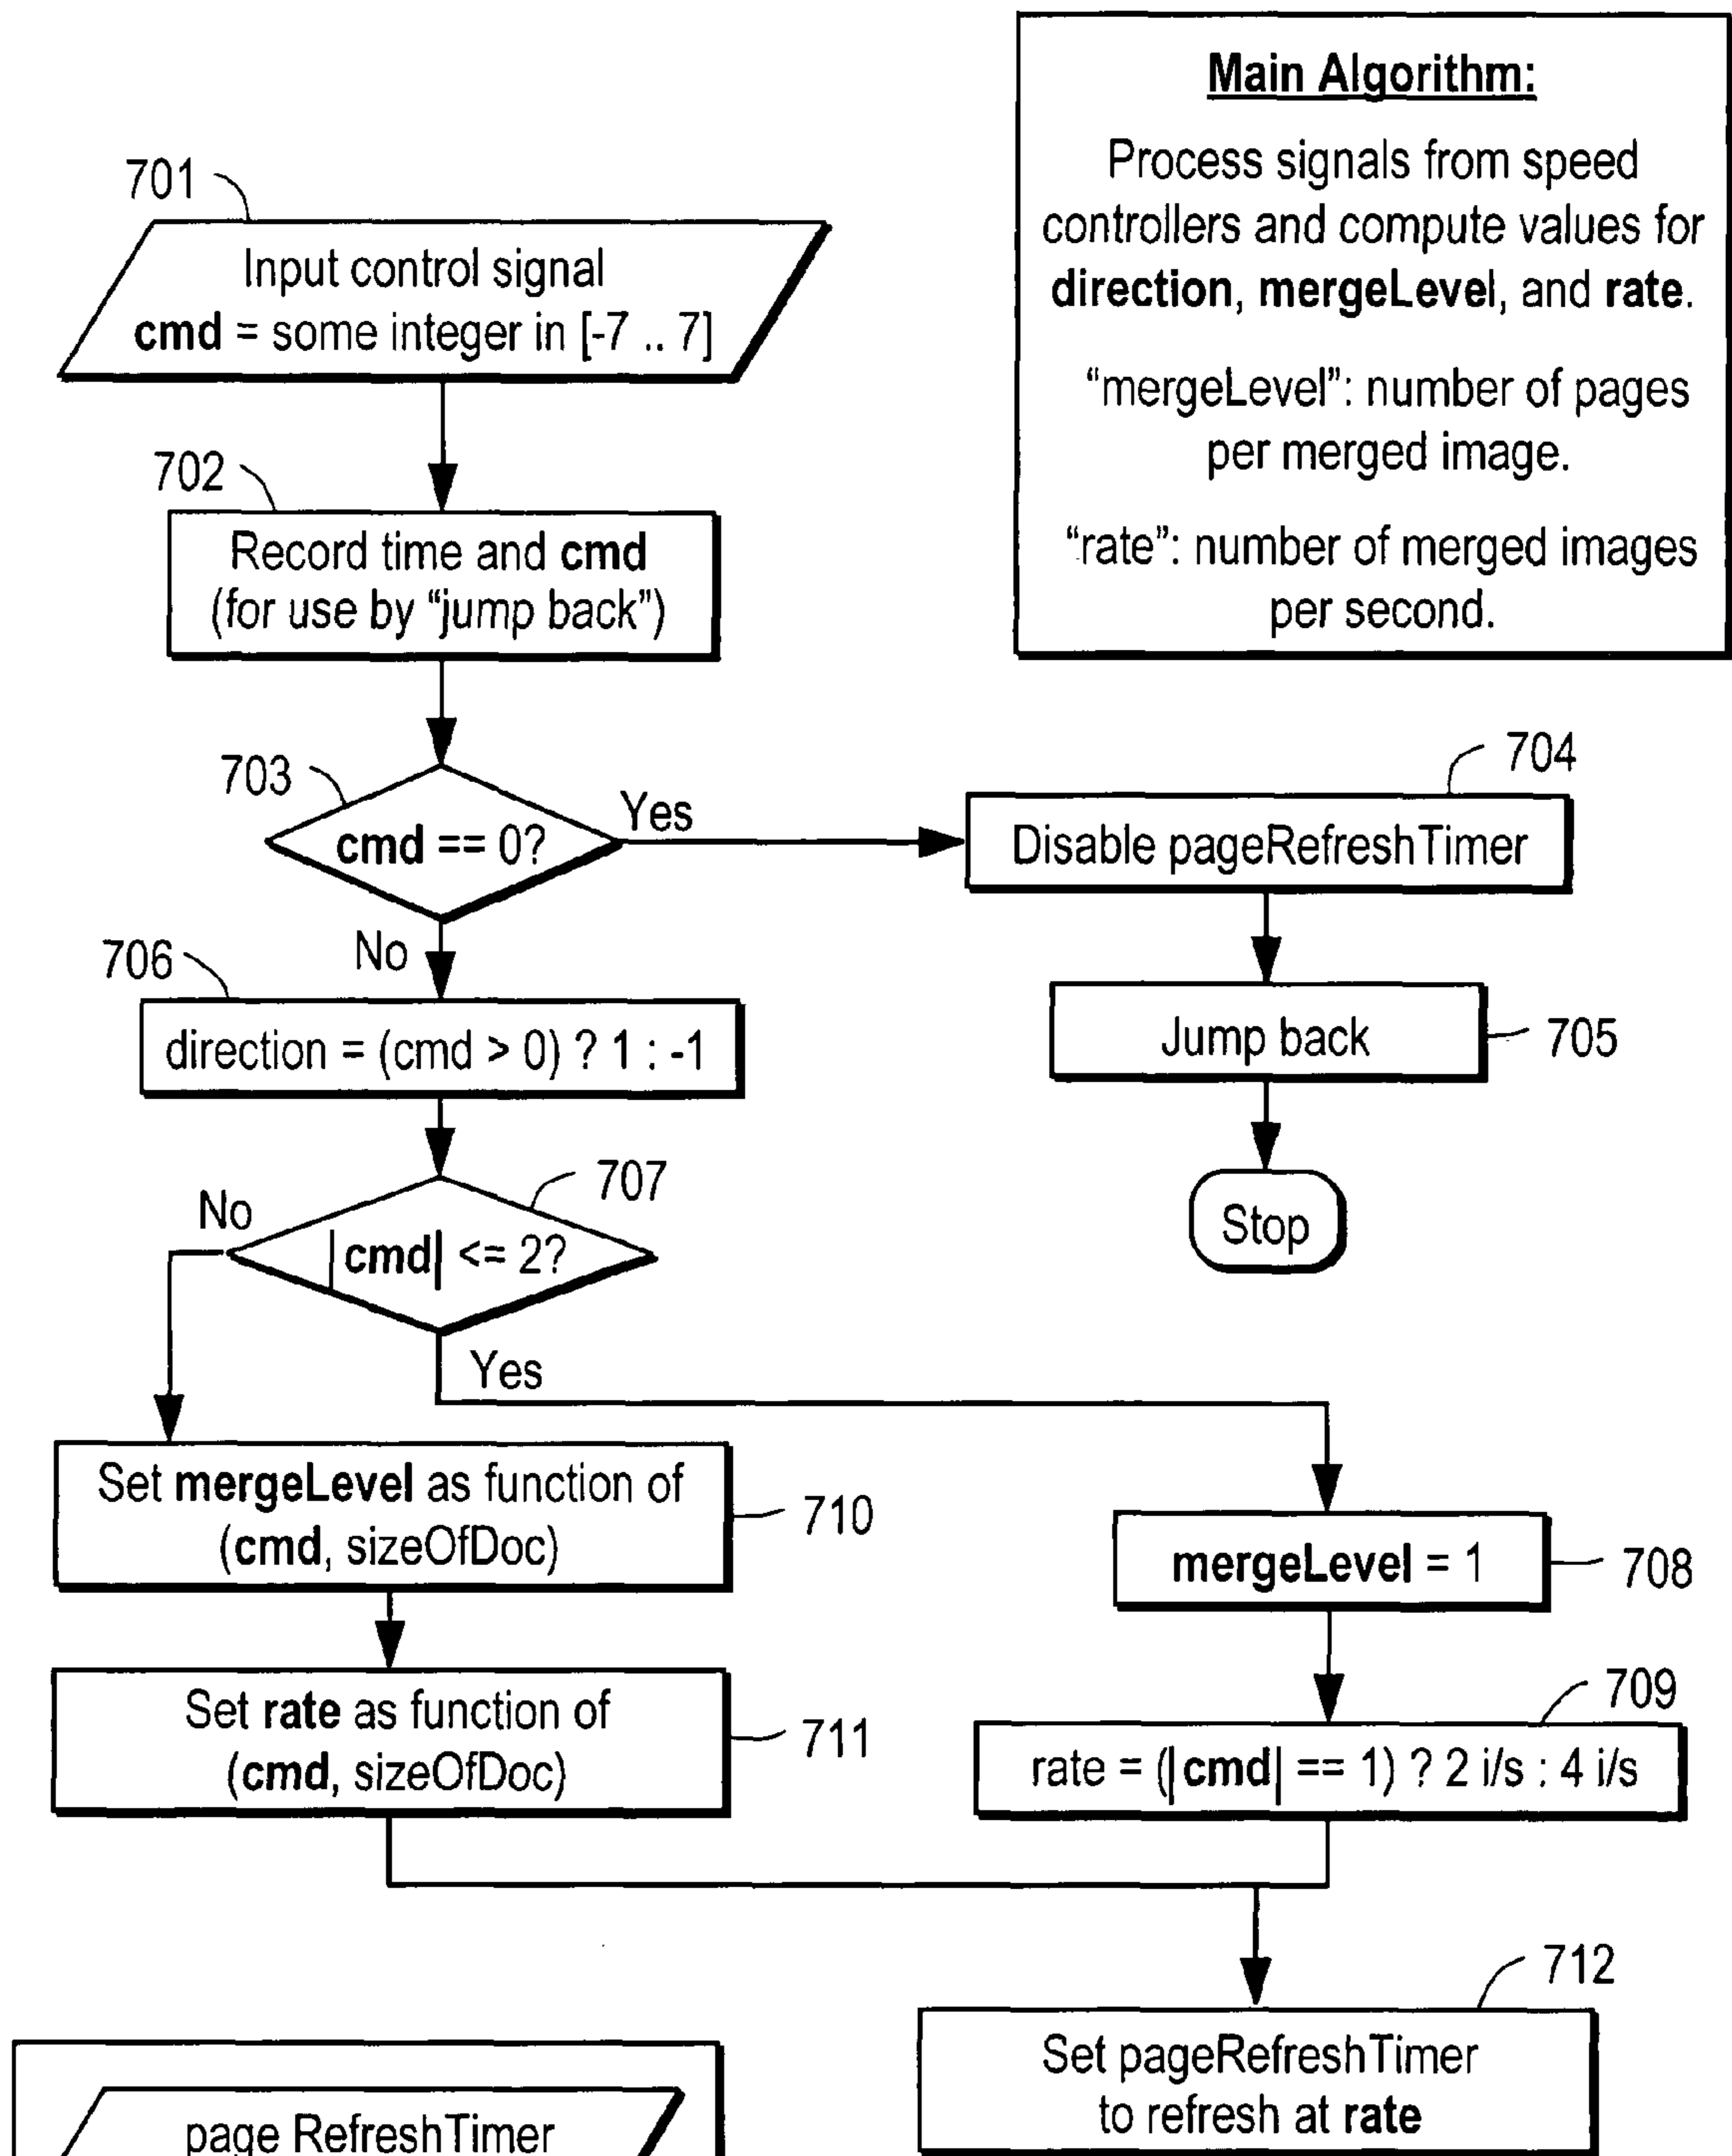 Main Algorithm:
Process signals from speed
controllers and compute values for
direction, mergeLevel, and rate.
“mergeLevel”: number of pages
per merged image.
“rate”: number of merged images
per second.
701
Input control signal
cmd = some integer in [-7 .. 7]
702
Record time and cmd
(for use by “jump back”)
703
cmd == 0?
Yes
704
Disable pageRefreshTimer
No
706
direction = (cmd > 0) ? 1 : -1
Jump back
705
Stop
707
No
|cmd| <= 2?
Yes
Set mergeLevel as function of
(cmd, sizeOfDoc)
710
mergeLevel = 1
708
Set rate as function of
(cmd, sizeOfDoc)
711
709
rate = (|cmd| == 1) ? 2 i/s : 4 i/s
712
Set pageRefreshTimer
to refresh at rate
page RefreshTimer